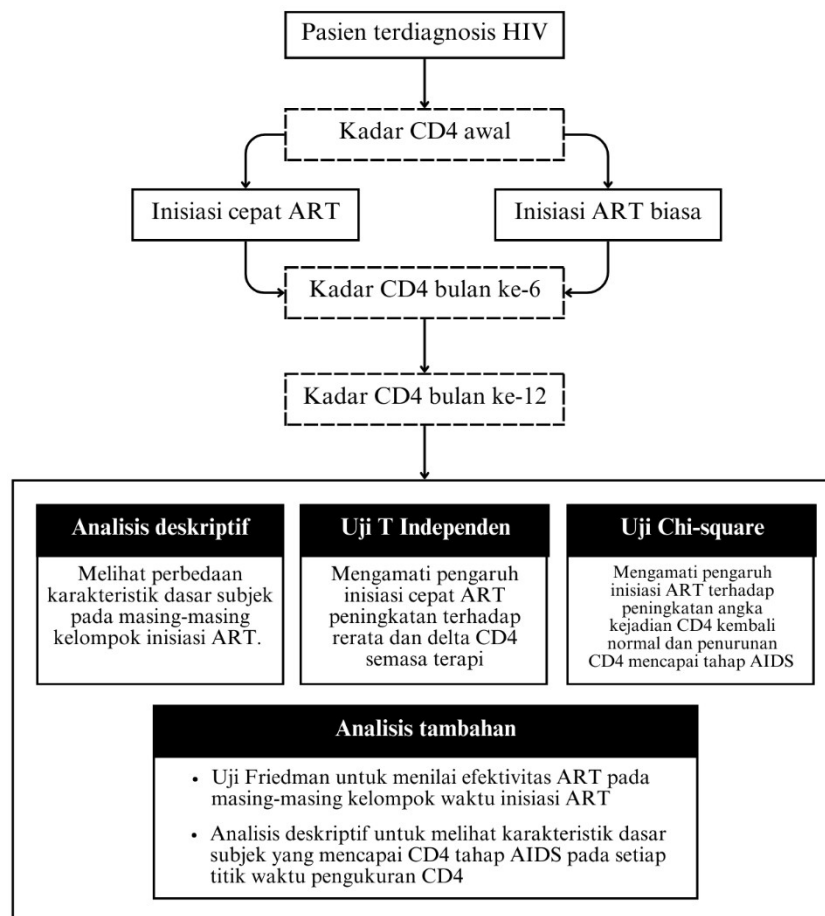 Pasien terdiagnosis HIV
Kadar CD4 awal
Inisiasi cepat ART
Inisiasi ART biasa
Kadar CD4 bulan ke-6
Kadar CD4 bulan ke-12
Analisis deskriptif
Melihat perbedaan
karakteristik dasar subjek
pada masing-masing
kelompok inisiasi ART.
Uji T Independen
Mengamati pengaruh
inisiasi cepat ART
peningkatan terhadap
rerata dan delta CD4
semasa terapi
Uji Chi-square
Mengamati pengaruh
inisiasi ART terhadap
peningkatan angka
kejadian CD4 kembali
normal dan penurunan
CD4 mencapai tahap AIDS
Analisis tambahan
• Uji Friedman untuk menilai efektivitas ART pada
masing-masing kelompok waktu inisiasi ART
• Analisis deskriptif untuk melihat karakteristik dasar
subjek yang mencapai CD4 tahap AIDS pada setiap
titik waktu pengukuran CD4